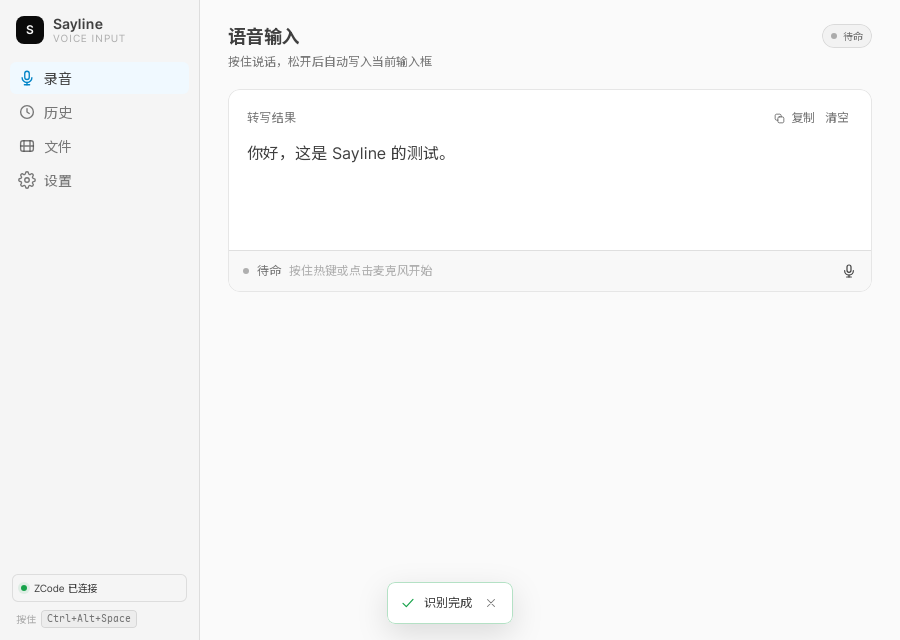 S
Sayline
VOICE INPUT
录音
历史
文件
设置
ZCode 已连接
按住 Ctrl+Alt+Space
语音输入
待命
按住说话，松开后自动写入当前输入框
转写结果
复制 清空
你好，这是 Sayline 的测试。
待命 按住热键或点击麦克风开始
识别完成